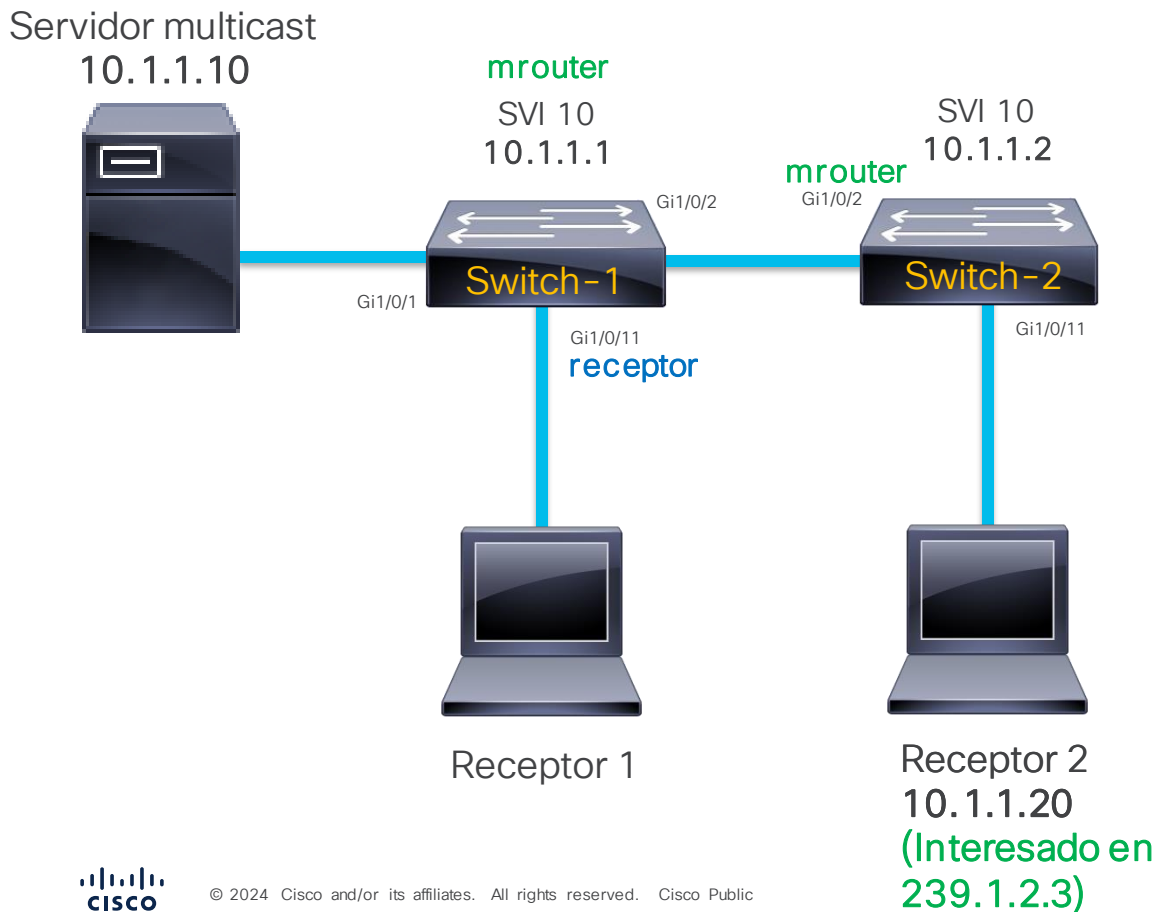 Servidor multicast
10.1.1.10
mrouter
SVI 10
10.1.1.1
SVI 10
10.1.1.2
mrouter
Gi1/0/2
Gi1/0/2
Switch-1
Switch-2
Gi1/0/1
Gi1/0/11
receptor
Gi1/0/11
Receptor 1
Receptor 2
10.1.1.20
(Interesado en
239.1.2.3)
CISCO
© 2024 Cisco and/or its affiliates. All rights reserved. Cisco Public